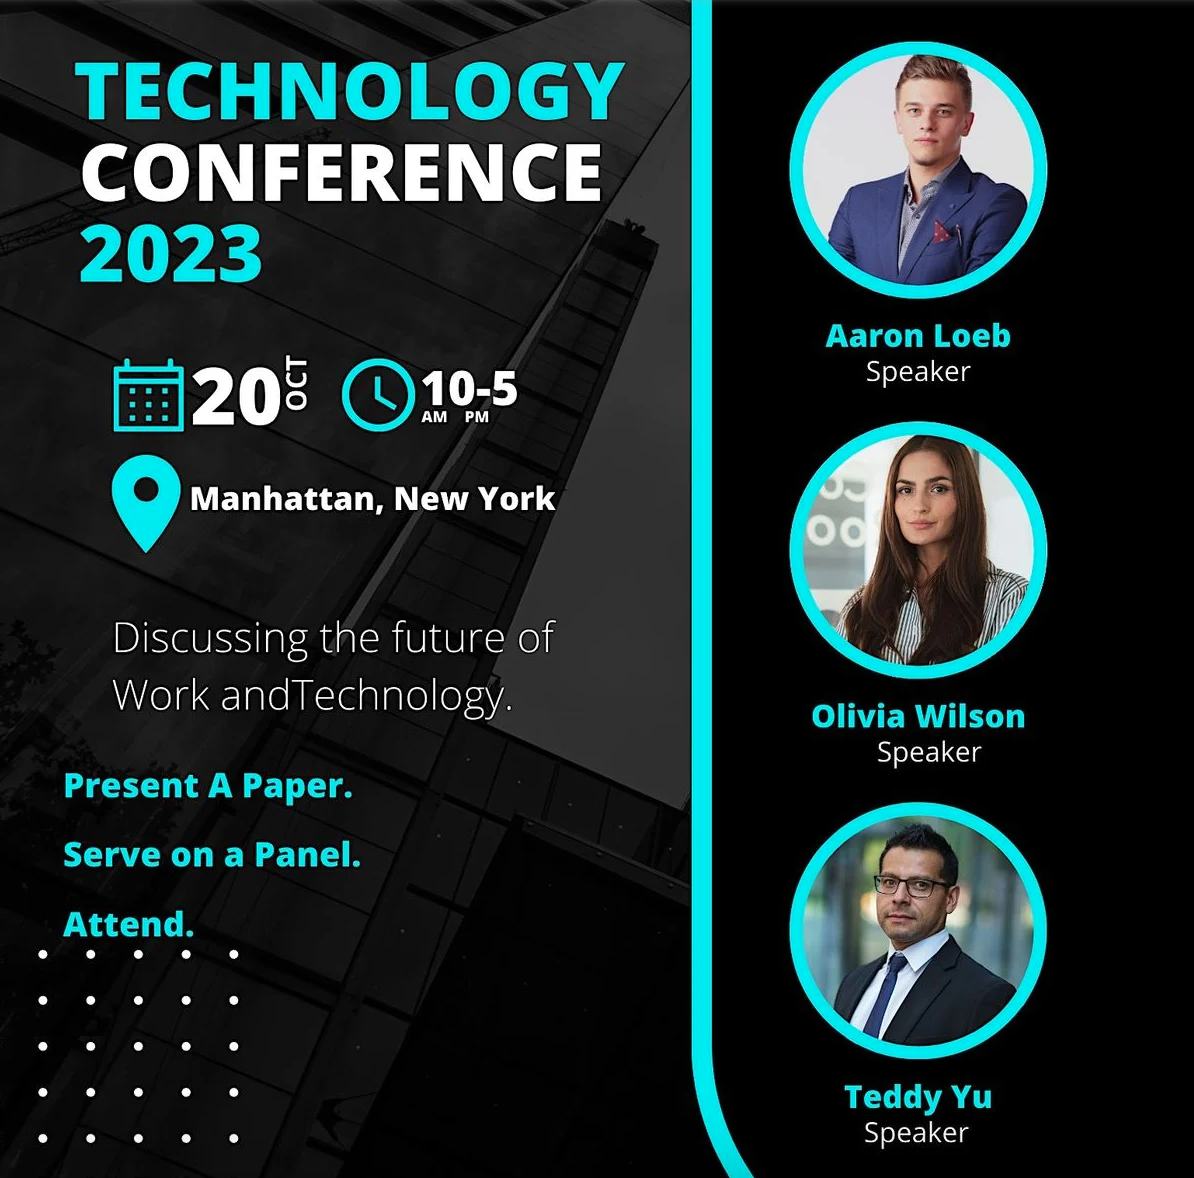 TECHNOLOGY
CONFERENCE
2023
20 OCT 10-5
AM PM
Manhattan, New York
Discussing the future of
Work andTechnology.
Present A Paper.
Serve on a Panel.
Attend.
Aaron Loeb
Speaker
Olivia Wilson
Speaker
Teddy Yu
Speaker